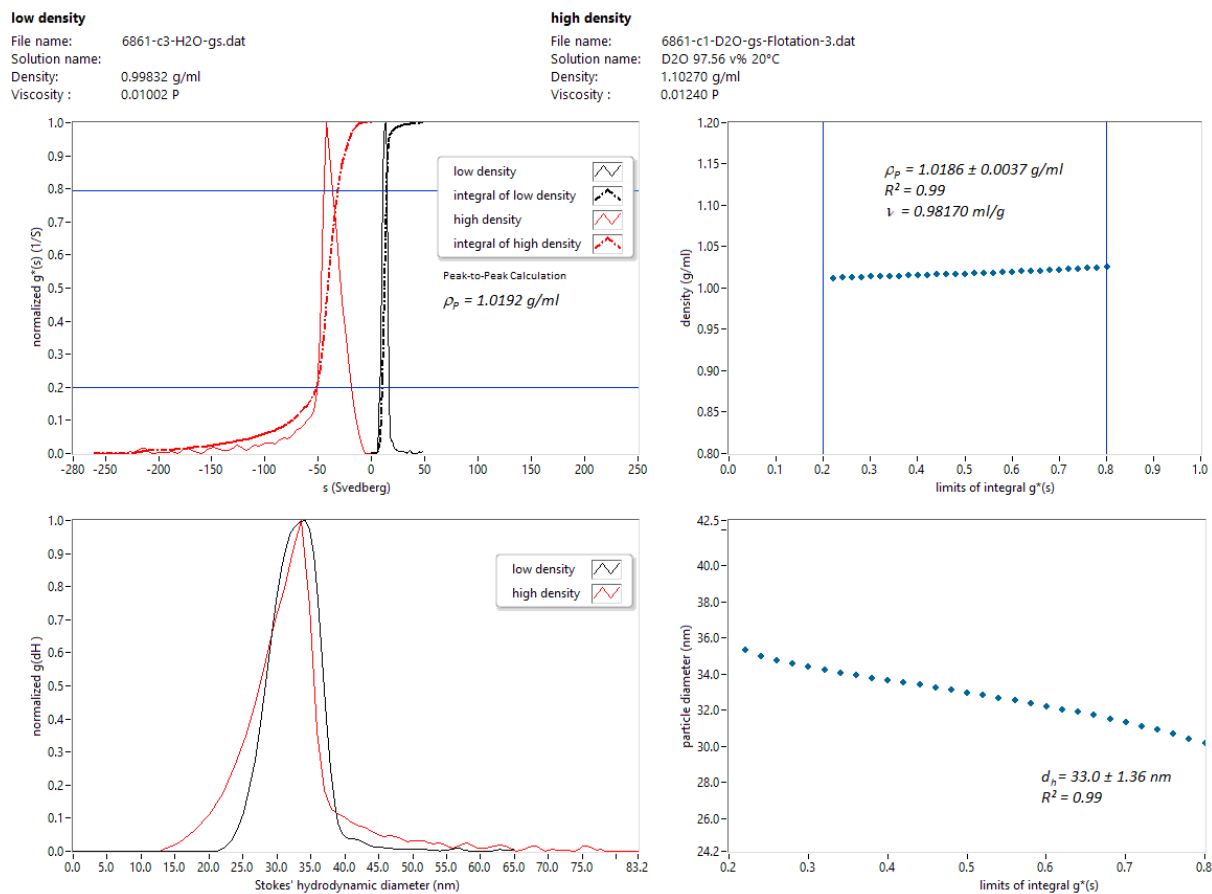 low density
File name: 6861-c3-H2O-gs.dat
Solution name:
Density: 0.99832 g/ml
Viscosity : 0.01002 P
high density
File name: 6861-c1-D2O-gs-Flotation-3.dat
Solution name: D2O 97.56 v% 20°C
Density: 1.10270 g/ml
Viscosity : 0.01240 P
normalized g*(s) (1/S)
1.0
0.9
0.8
0.7
0.6
0.5
0.4
0.3
0.2
0.1
0.0
-280 -200 -150 -100 -50 0 50 100 150 200 250
s (Svedberg)
low density
integral of low density
high density
integral of high density
Peak-to-Peak Calculation
ρP = 1.0192 g/ml
density (g/ml)
1.20
1.15
1.10
1.05
1.00
0.95
0.90
0.85
0.80
0.0 0.1 0.2 0.3 0.4 0.5 0.6 0.7 0.8 0.9 1.0
limits of integral g*(s)
ρP = 1.0186 ± 0.0037 g/ml
R² = 0.99
ν = 0.98170 ml/g
normalized g(dH )
1.0
0.9
0.8
0.7
0.6
0.5
0.4
0.3
0.2
0.1
0.0
0.0 5.0 10.0 15.0 20.0 25.0 30.0 35.0 40.0 45.0 50.0 55.0 60.0 65.0 70.0 75.0 83.2
Stokes' hydrodynamic diameter (nm)
low density
high density
particle diameter (nm)
42.5
40.0
38.0
36.0
34.0
32.0
30.0
28.0
26.0
24.2
0.2 0.3 0.4 0.5 0.6 0.7 0.8
limits of integral g*(s)
dh = 33.0 ± 1.36 nm
R² = 0.99